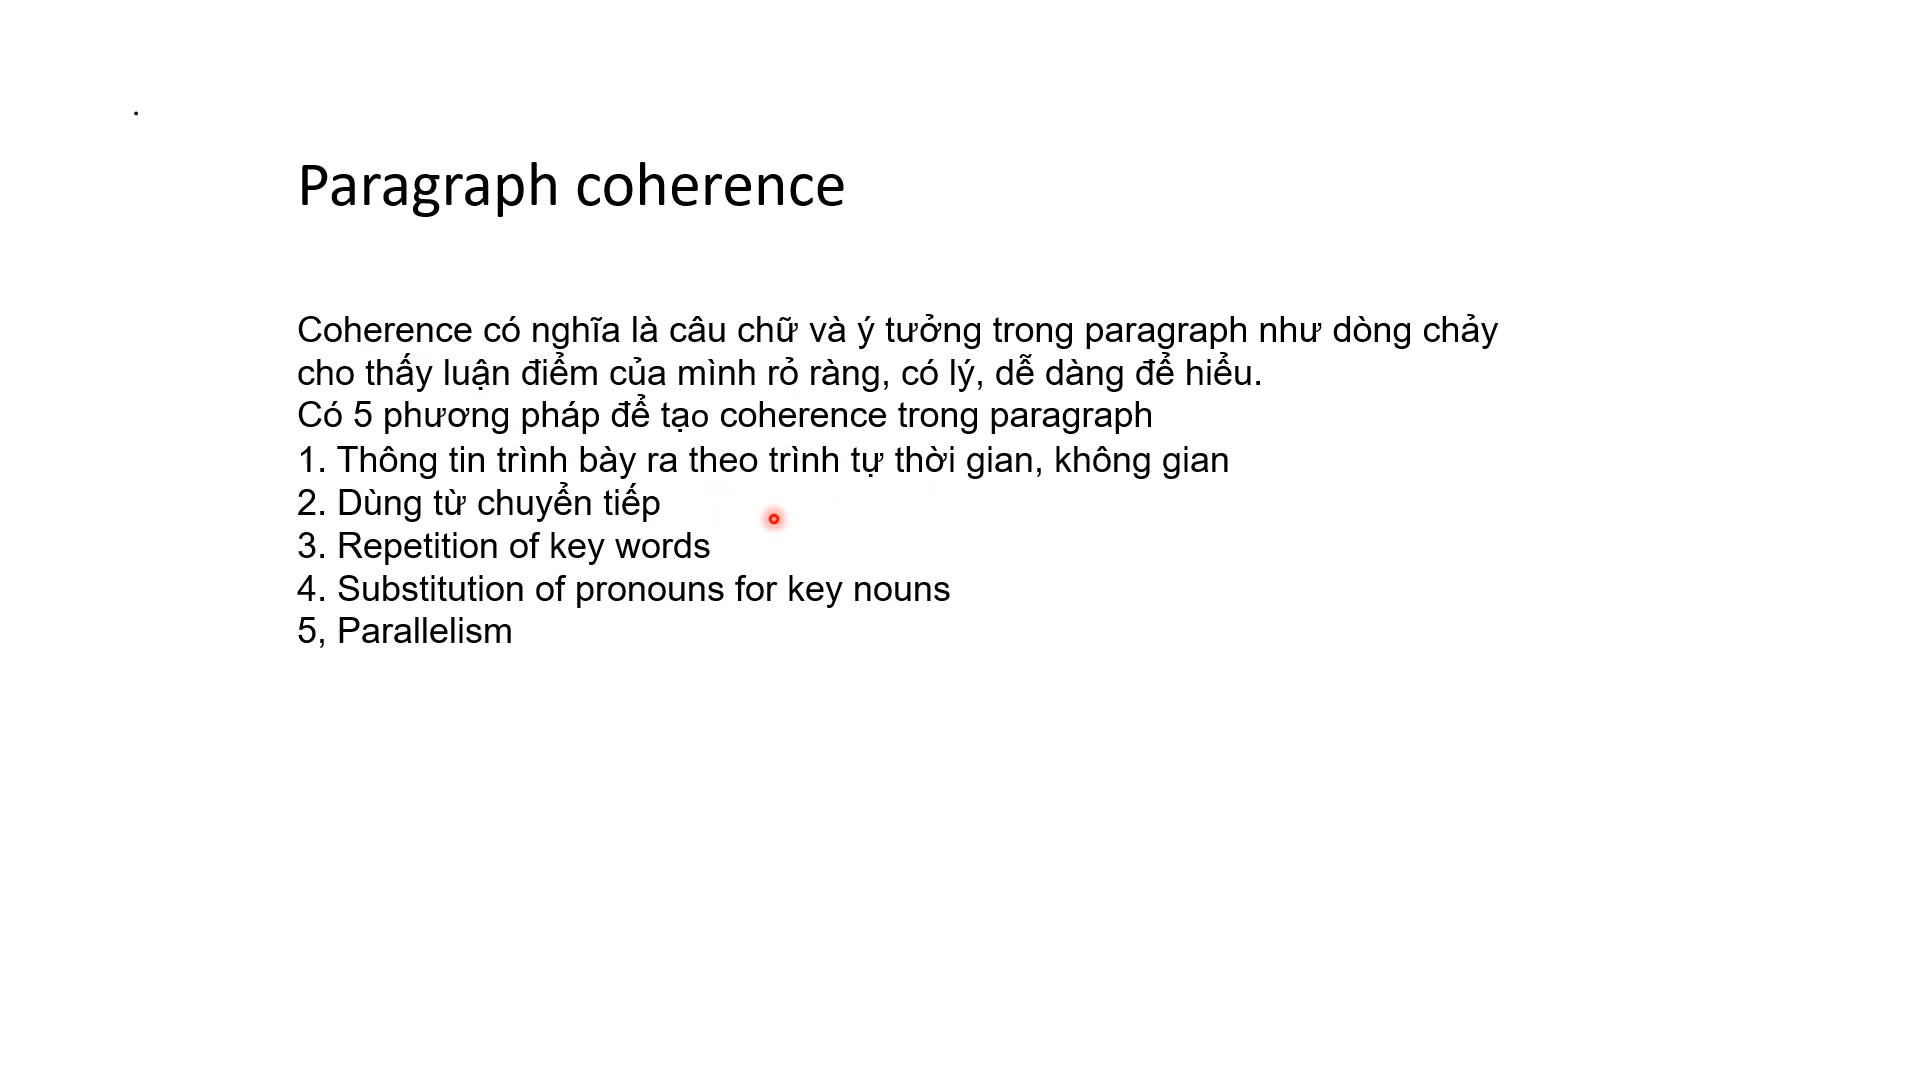 Paragraph coherence
Coherence có nghĩa là câu chữ và ý tưởng trong paragraph như dòng chảy
cho thấy luận điểm của mình rỏ ràng, có lý, dễ dàng để hiểu.
Có 5 phương pháp để tạo coherence trong paragraph
1. Thông tin trình bày ra theo trình tự thời gian, không gian
2. Dùng từ chuyển tiếp
3. Repetition of key words
4. Substitution of pronouns for key nouns
5, Parallelism